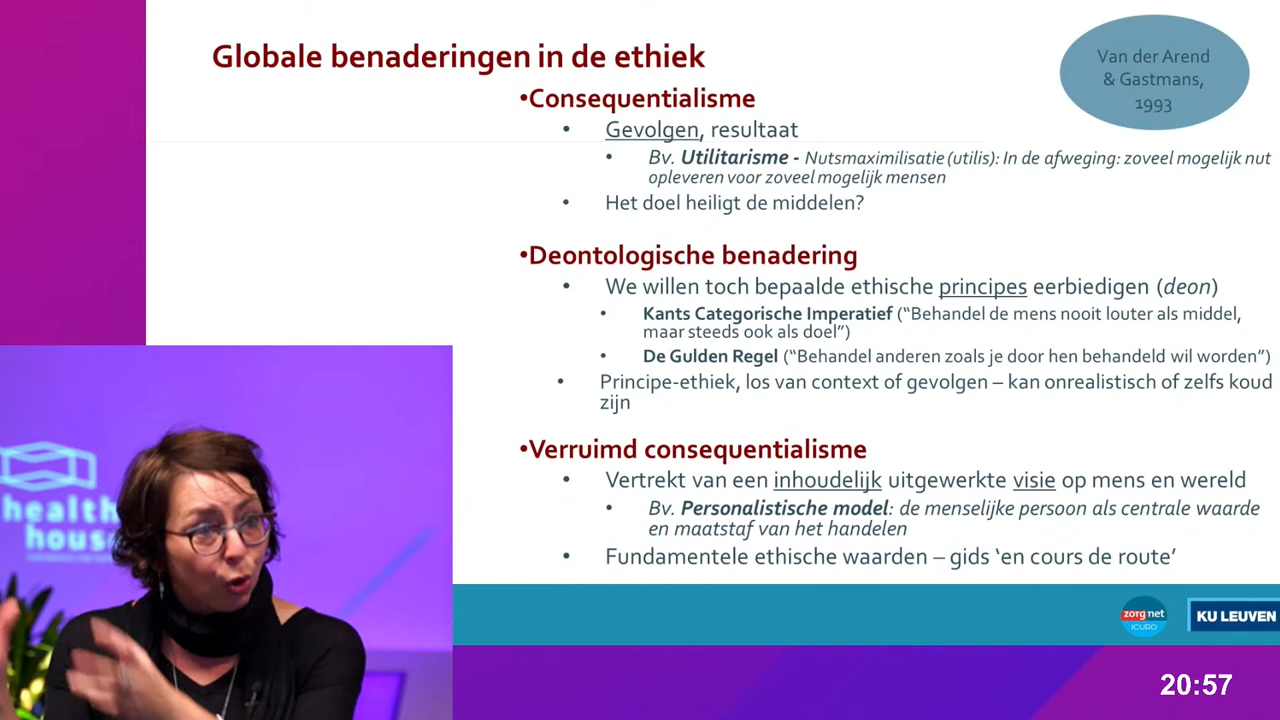 Globale benaderingen in de ethiek
Van der Arend
& Gastmans,
1993
•Consequentialisme
• Gevolgen, resultaat
• Bv. Utilitarisme - Nutsmaximilisatie (utilis): In de afweging: zoveel mogelijk nut
opleveren voor zoveel mogelijk mensen
• Het doel heiligt de middelen?
•Deontologische benadering
• We willen toch bepaalde ethische principes eerbiedigen (deon)
• Kants Categorische Imperatief (“Behandel de mens nooit louter als middel,
maar steeds ook als doel”)
• De Gulden Regel (“Behandel anderen zoals je door hen behandeld wil worden”)
• Principe-ethiek, los van context of gevolgen – kan onrealistisch of zelfs koud
zijn
•Verruimd consequentialisme
• Vertrekt van een inhoudelijk uitgewerkte visie op mens en wereld
• Bv. Personalistische model: de menselijke persoon als centrale waarde
en maatstaf van het handelen
• Fundamentele ethische waarden – gids ‘en cours de route’
health
house
zorgnet
ICURO
KU LEUVEN
20:57